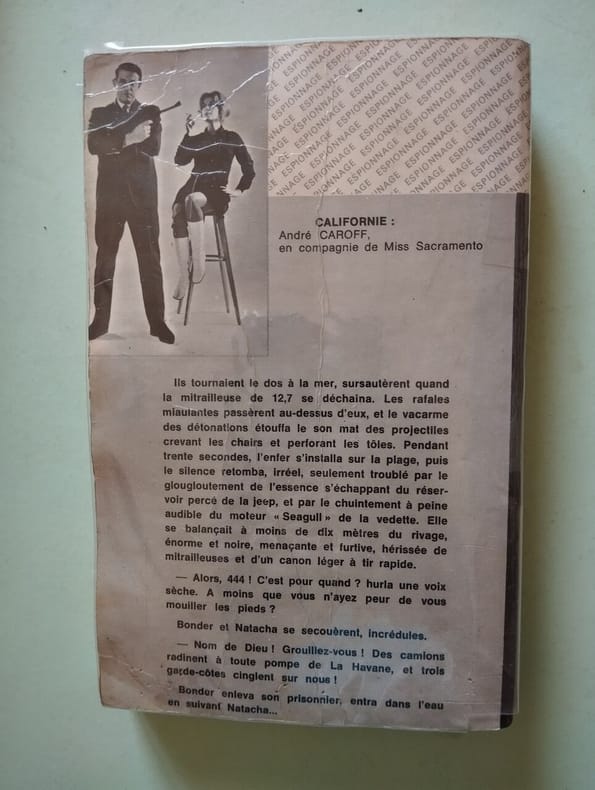 ESPIONNAGE ESPIONNAGE ESPIONNAGE ESPIONNAGE
CALIFORNIE :
André CAROFF,
en compagnie de Miss Sacramento
Ils tournaient le dos à la mer, sursautèrent quand
la mitrailleuse de 12,7 se déchaîna. Les rafales
miaulantes passèrent au-dessus d'eux, et le vacarme
des détonations étouffa le son mat des projectiles
crevant les chairs et perforant les tôles. Pendant
trente secondes, l'enfer s'installa sur la plage, puis
le silence retomba, irréel, seulement troublé par le
glougloutement de l'essence s'échappant du réser-
voir percé de la jeep, et par le chuintement à peine
audible du moteur « Seagull » de la vedette. Elle
se balançait à moins de dix mètres du rivage,
énorme et noire, menaçante et furtive, hérissée de
mitrailleuses et d'un canon léger à tir rapide.
— Alors, 444 ! C'est pour quand ? hurla une voix
sèche. A moins que vous n'ayez peur de vous
mouiller les pieds ?
Bonder et Natacha se secouèrent, incrédules.
— Nom de Dieu ! Grouillez-vous ! Des camions
radinent à toute pompe de La Havane, et trois
garde-côtes cinglent sur nous !
Bonder enleva son prisonnier, entra dans l'eau
en suivant Natacha...